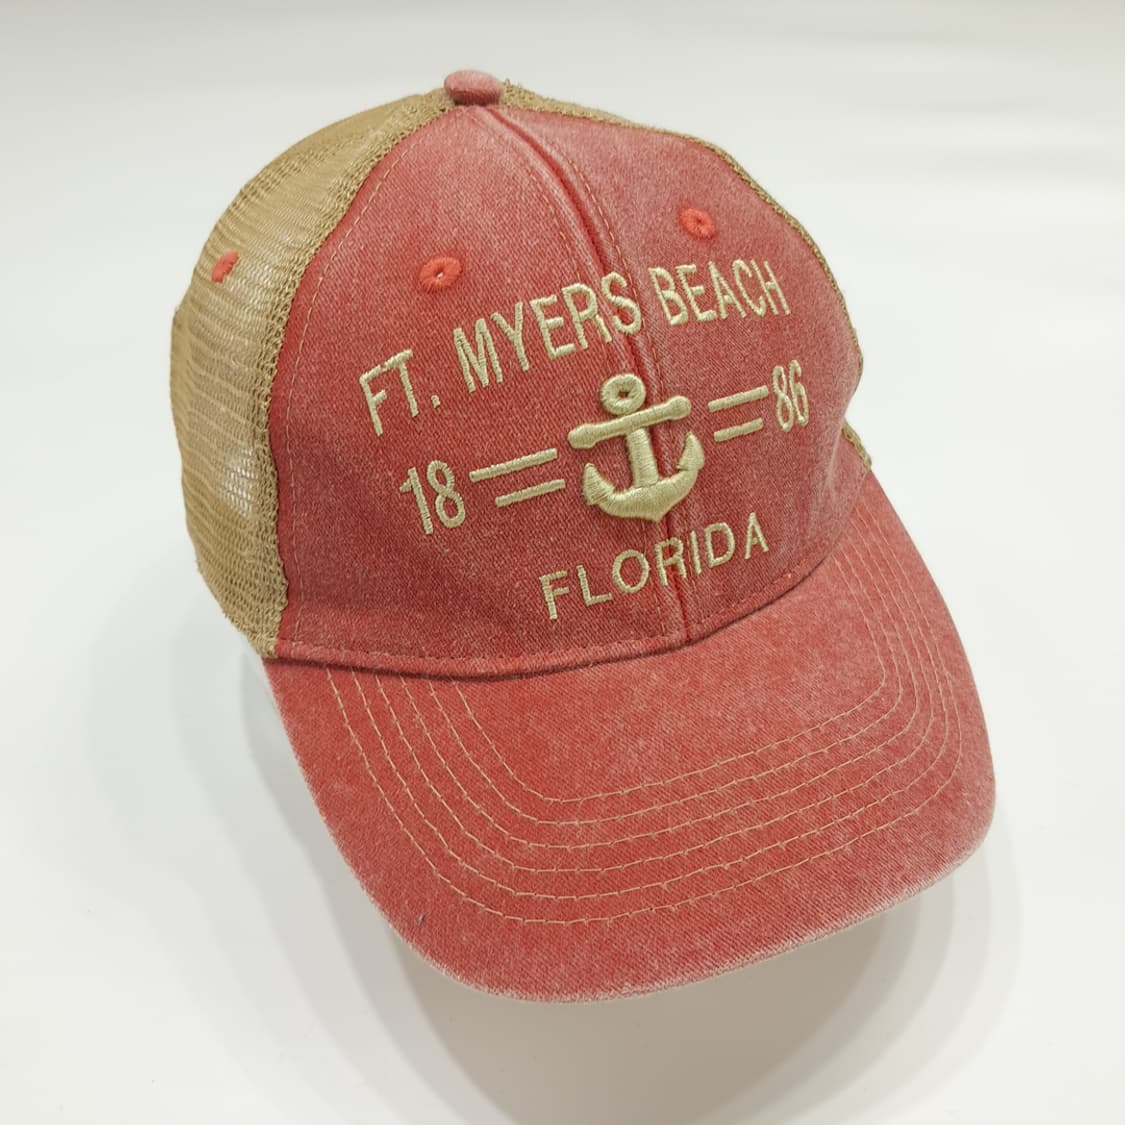 FT. MYERS BEACH
18 86
FLORIDA